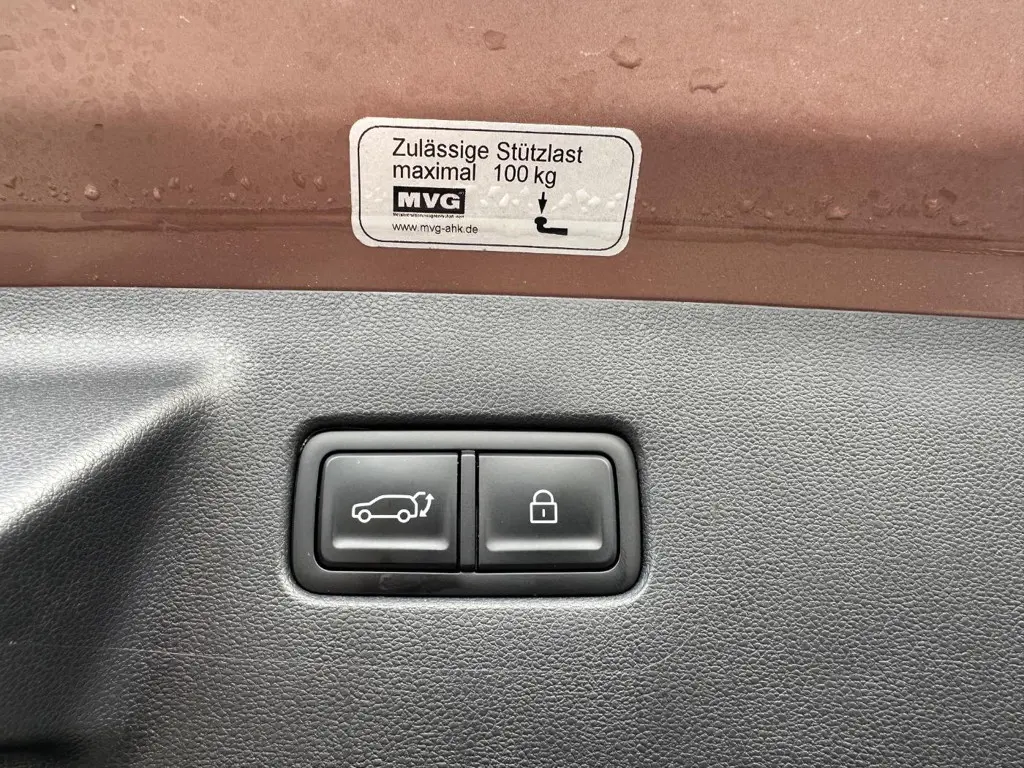 Zulässige Stützlast
maximal 100 kg
MVG
www.mvg-ahk.de